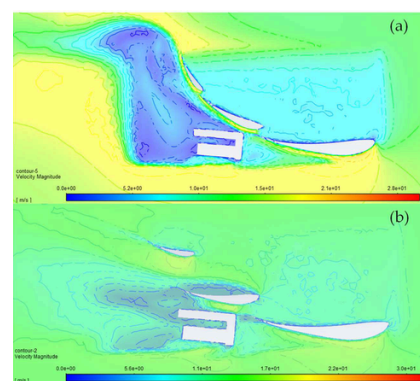 (a)
contour-5
Velocity Magnitude
0.0e+00 5.2e+00 1.0e+01 1.5e+01 2.1e+01 2.6e+01
[ m/s ]
(b)
contour-2
Velocity Magnitude
0.0e+00 5.6e+00 1.1e+01 1.7e+01 2.2e+01 3.0e+01
[ m/s ]